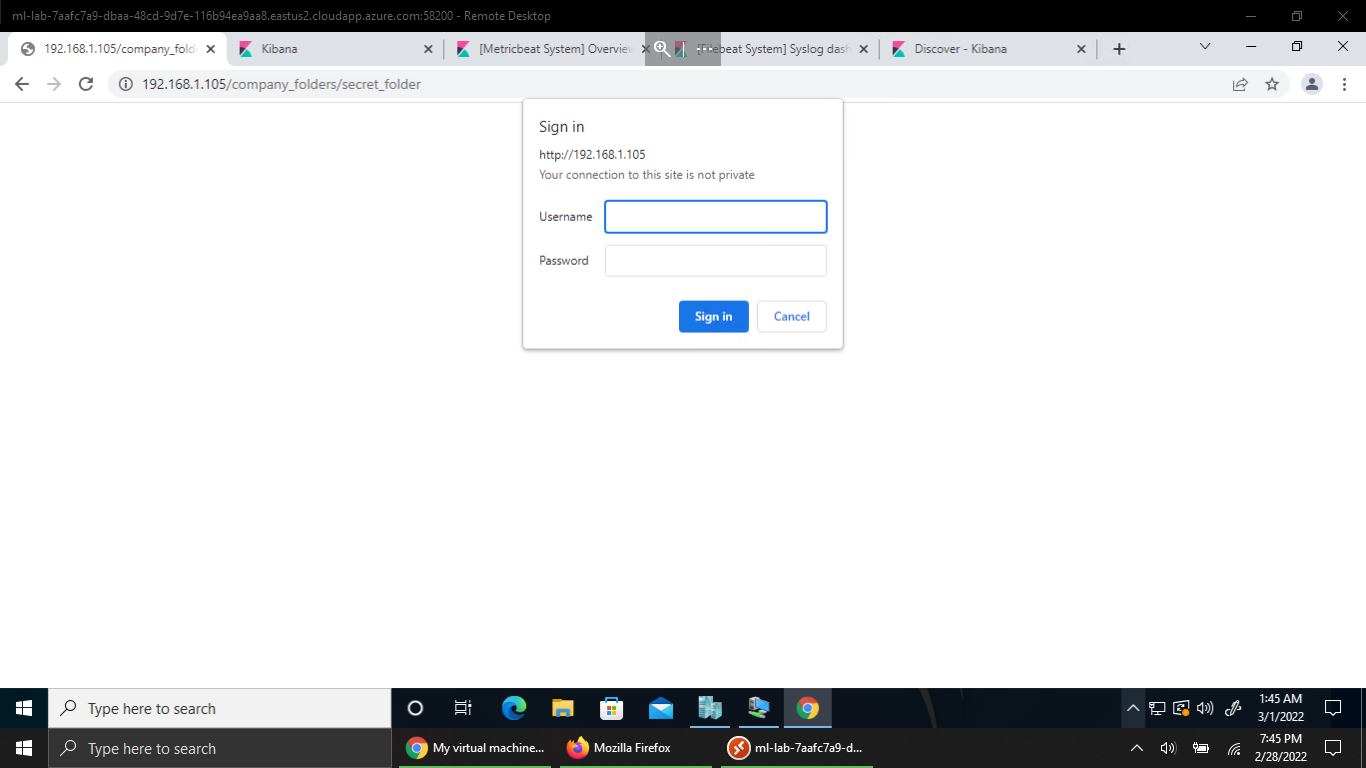 ml-lab-7aafc7a9-dbaa-48cd-9d7e-116b94ea9aa8.eastus2.cloudapp.azure.com:58200 - Remote Desktop
192.168.1.105/company_fold
Kibana
[Metricbeat System] Overview
[Filebeat System] Syslog dash
Discover - Kibana
192.168.1.105/company_folders/secret_folder
Sign in
http://192.168.1.105
Your connection to this site is not private
Username
Password
Sign in
Cancel
Type here to search
1:45 AM
3/1/2022
Type here to search
My virtual machine...
Mozilla Firefox
ml-lab-7aafc7a9-d...
7:45 PM
2/28/2022